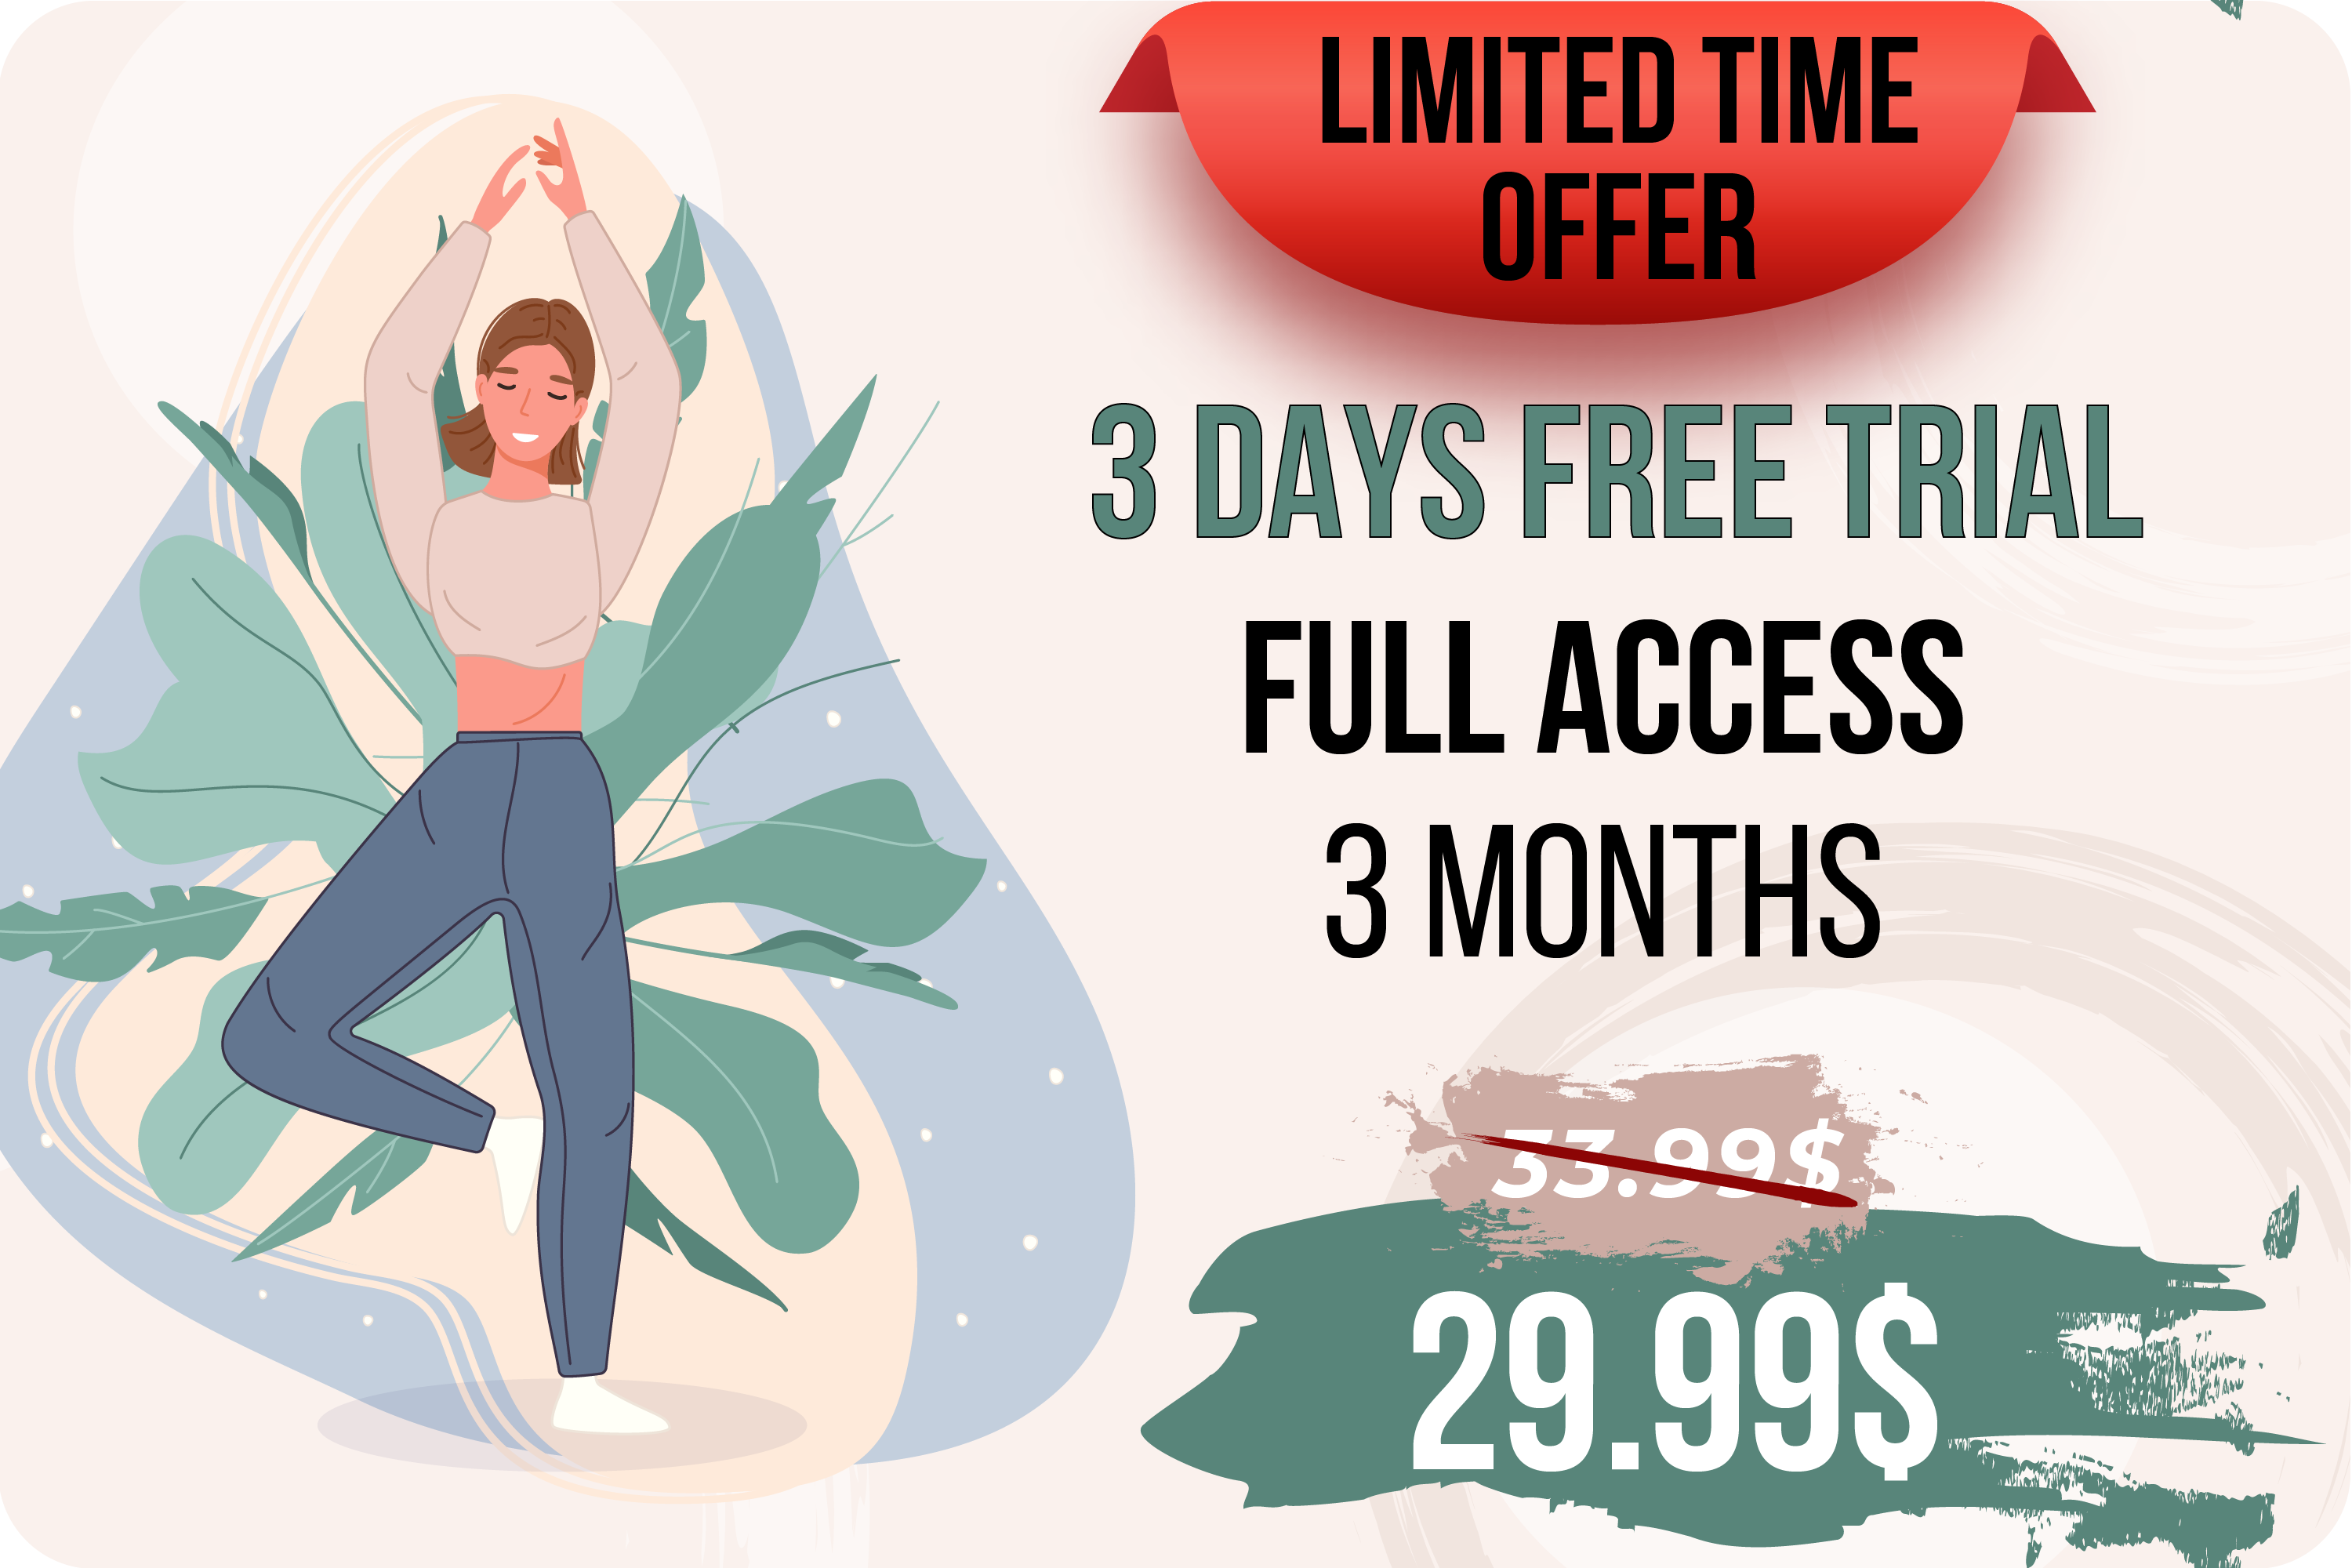 LIMITED TIME
OFFER
3 DAYS FREE TRIAL
FULL ACCESS
3 MONTHS
33.99$
29.99$